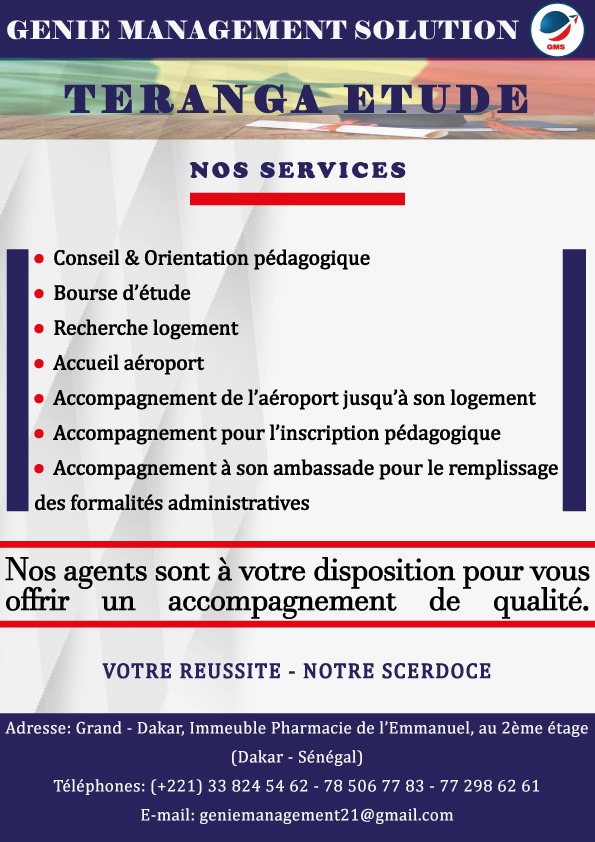 GENIE MANAGEMENT SOLUTION
GMS
TERANGA ETUDE
NOS SERVICES
• Conseil & Orientation pédagogique
• Bourse d’étude
• Recherche logement
• Accueil aéroport
• Accompagnement de l’aéroport jusqu’à son logement
• Accompagnement pour l’inscription pédagogique
• Accompagnement à son ambassade pour le remplissage
des formalités administratives
Nos agents sont à votre disposition pour vous
offrir un accompagnement de qualité.
VOTRE REUSSITE - NOTRE SCERDOCE
Adresse: Grand - Dakar, Immeuble Pharmacie de l’Emmanuel, au 2ème étage
(Dakar - Sénégal)
Téléphones: (+221) 33 824 54 62 - 78 506 77 83 - 77 298 62 61
E-mail: geniemanagement21@gmail.com